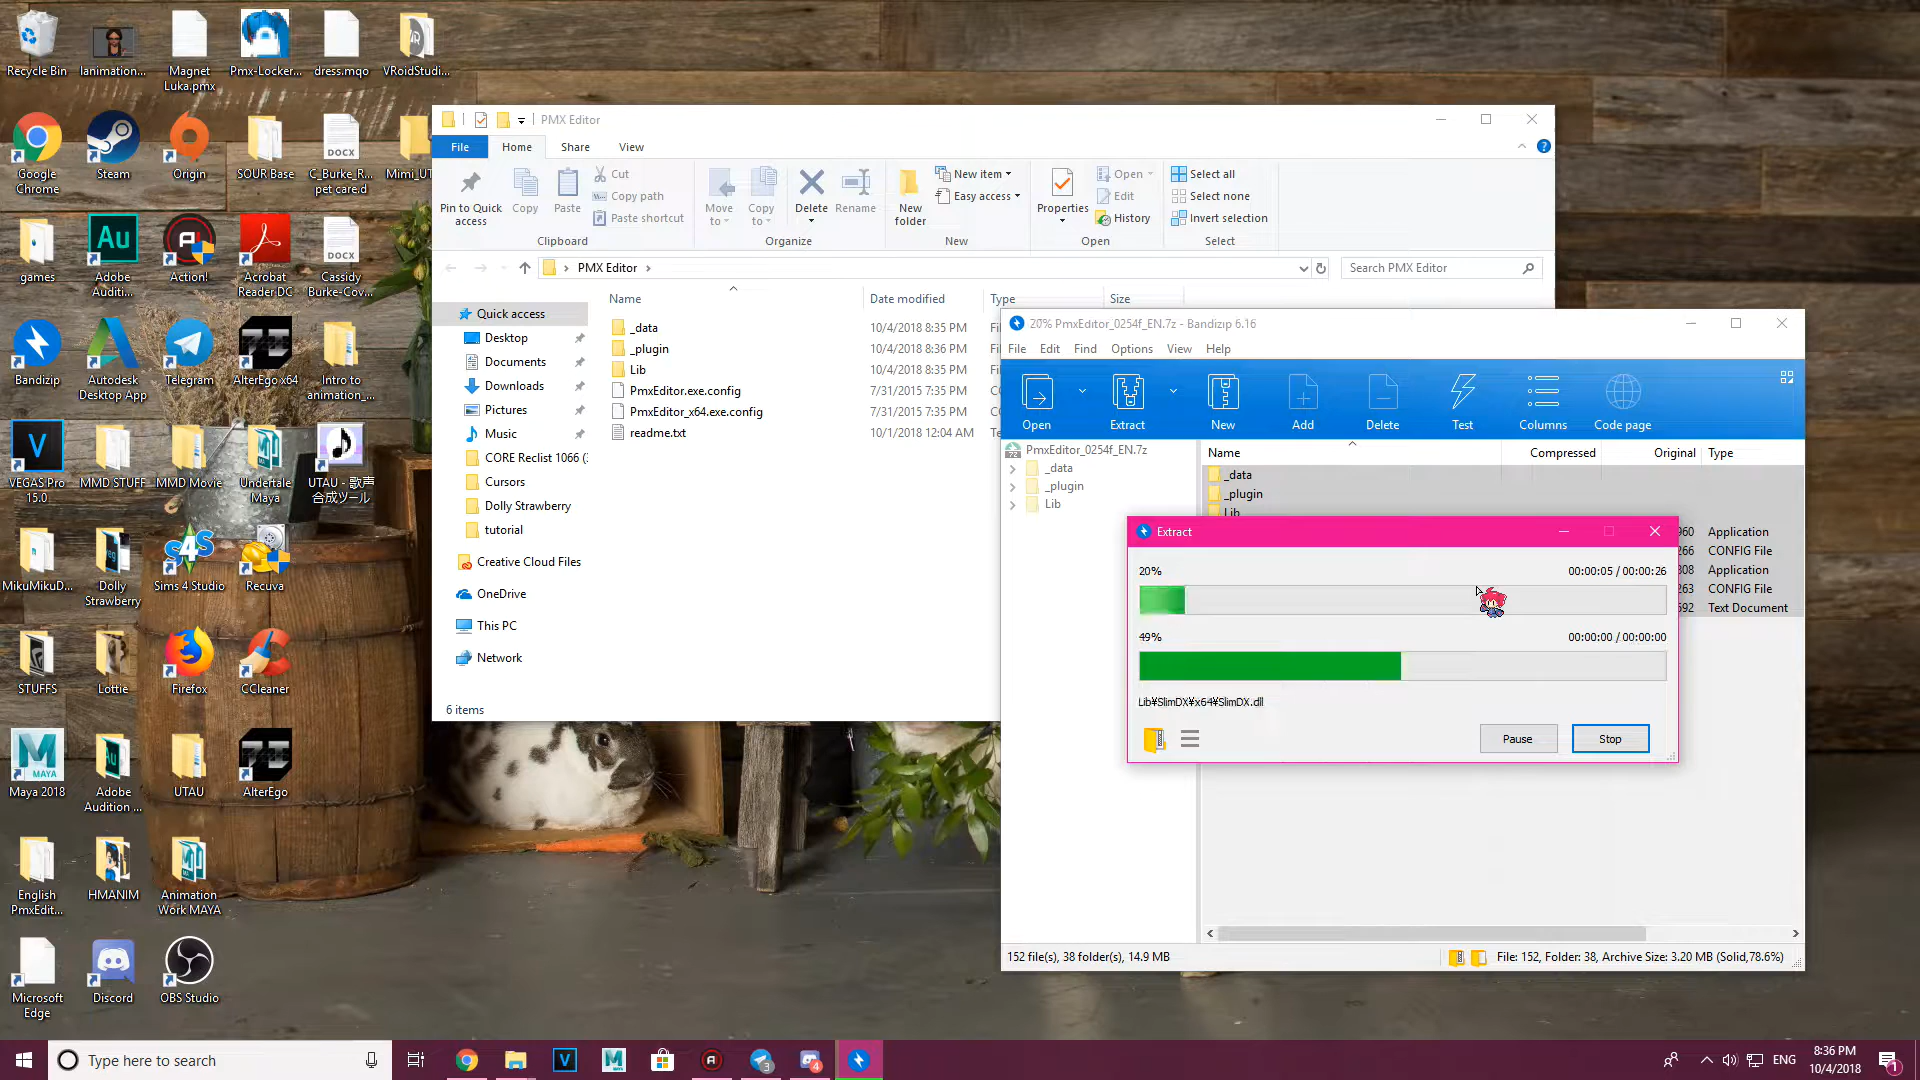 Recycle Bin
lanimation...
Magnet
Luka.pmx
Pmx-Locker...
dress.mqo
VRoidStudi...
Google
Chrome
Steam
Origin
SOUR Base
DOCX
C_Burke_R...
pet care.d
Mimi_UT
games
Adobe
Auditi...
Action!
Acrobat
Reader DC
DOCX
Cassidy
Burke-Cov...
Bandizip
Autodesk
Desktop App
Telegram
AlterEgo x64
Intro to
animation_...
VEGAS Pro
15.0
MMD STUFF
MMD Movie
Undertale
Maya
UTAU - 歌声
合成ツール
MikuMikuD...
Dolly
Strawberry
Sims 4 Studio
Recuva
STUFFS
Lottie
Firefox
CCleaner
Maya 2018
Adobe
Audition ...
UTAU
AlterEgo
English
PmxEdit...
HMANIM
Animation
Work MAYA
Microsoft
Edge
Discord
OBS Studio
PMX Editor
File
Home
Share
View
Pin to Quick
access
Copy
Paste
Cut
Copy path
Paste shortcut
Clipboard
Move
to
Copy
to
Delete
Rename
Organize
New
folder
New item
Easy access
New
Properties
Open
Edit
History
Open
Select all
Select none
Invert selection
Select
PMX Editor
Search PMX Editor
Quick access
Desktop
Documents
Downloads
Pictures
Music
CORE Reclist 1066 (
Cursors
Dolly Strawberry
tutorial
Creative Cloud Files
OneDrive
This PC
Network
Name Date modified Type Size
_data 10/4/2018 8:35 PM
_plugin 10/4/2018 8:36 PM
Lib 10/4/2018 8:35 PM
PmxEditor.exe.config 7/31/2015 7:35 PM
PmxEditor_x64.exe.config 7/31/2015 7:35 PM
readme.txt 10/1/2018 12:04 AM
6 items
20% PmxEditor_0254f_EN.7z - Bandizip 6.16
File Edit Find Options View Help
Open Extract New Add Delete Test Columns Code page
PmxEditor_0254f_EN.7z
_data
_plugin
Lib
Name Compressed Original Type
_data
_plugin
Lib
960 Application
266 CONFIG File
808 Application
263 CONFIG File
592 Text Document
Extract
20% 00:00:05 / 00:00:26
49% 00:00:00 / 00:00:00
Lib¥SlimDX¥x64¥SlimDX.dll
Pause
Stop
152 file(s), 38 folder(s), 14.9 MB
File: 152, Folder: 38, Archive Size: 3.20 MB (Solid,78.6%)
Type here to search
3
4
ENG
8:36 PM
10/4/2018
1